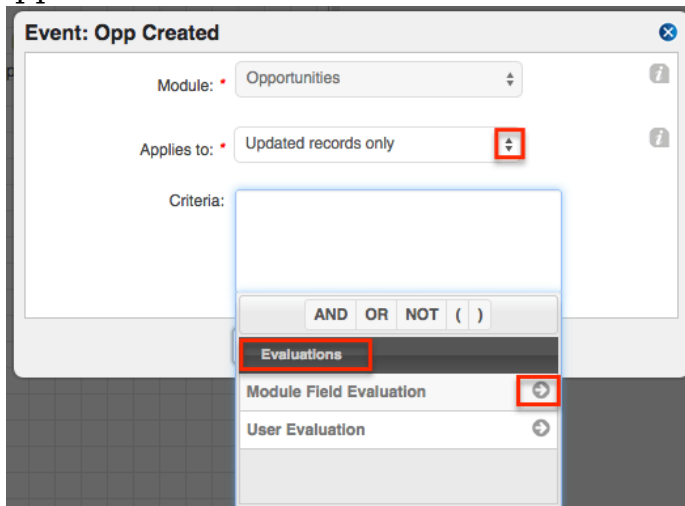 Event: Opp Created
Module: * Opportunities
Applies to: * Updated records only
Criteria:
AND OR NOT ( )
Evaluations
Module Field Evaluation
User Evaluation